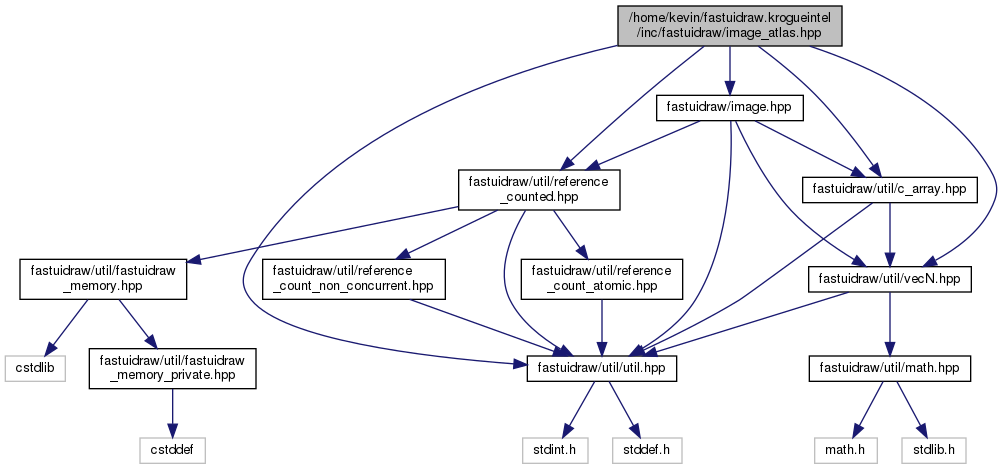 /home/kevin/fastuidraw.krogueintel
/inc/fastuidraw/image_atlas.hpp
fastuidraw/image.hpp
fastuidraw/util/reference
_counted.hpp
fastuidraw/util/c_array.hpp
fastuidraw/util/fastuidraw
_memory.hpp
fastuidraw/util/reference
_count_non_concurrent.hpp
fastuidraw/util/reference
_count_atomic.hpp
fastuidraw/util/vecN.hpp
cstdlib
fastuidraw/util/fastuidraw
_memory_private.hpp
fastuidraw/util/util.hpp
fastuidraw/util/math.hpp
cstddef
stdint.h
stddef.h
math.h
stdlib.h